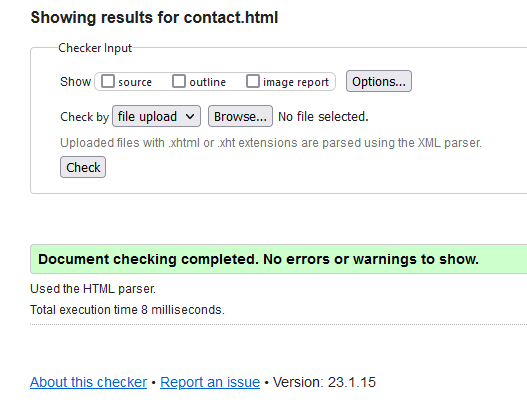 Showing results for contact.html
Checker Input
Show source outline image report Options...
Check by file upload Browse... No file selected.
Uploaded files with .xhtml or .xht extensions are parsed using the XML parser.
Check
Document checking completed. No errors or warnings to show.
Used the HTML parser.
Total execution time 8 milliseconds.
About this checker • Report an issue • Version: 23.1.15